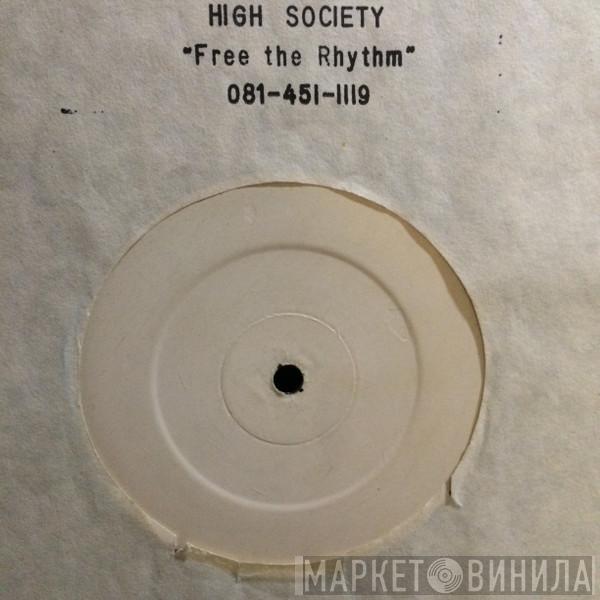 HIGH SOCIETY
"Free the Rhythm"
081-451-1119
МАРКЕТ ВИНИЛА